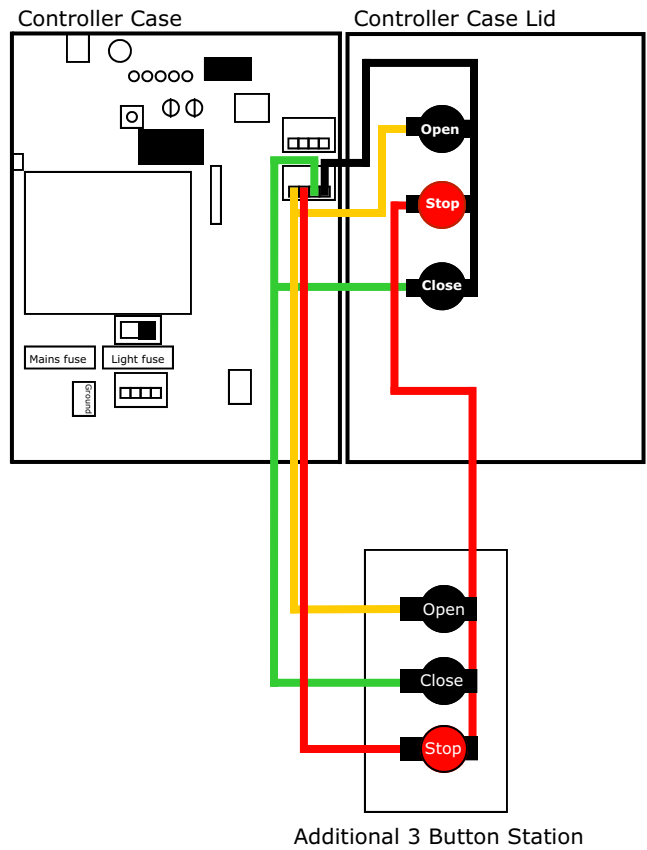 Controller Case
Controller Case Lid
Open
Stop
Close
Mains fuse
Light fuse
Ground
Open
Close
Stop
Additional 3 Button Station